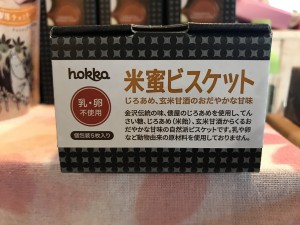 hokka
米蜜ビスケット
乳・卵
不使用
個包装5枚入り
じろあめ、玄米甘酒のおだやかな甘味
金沢伝統の味、俵屋のじろあめを使用し、てん
さい糖、じろあめ(米飴)、玄米甘酒からくるお
だやかな甘味の自然派ビスケットです。乳や卵
など動物由来の原材料を使用しておりません。